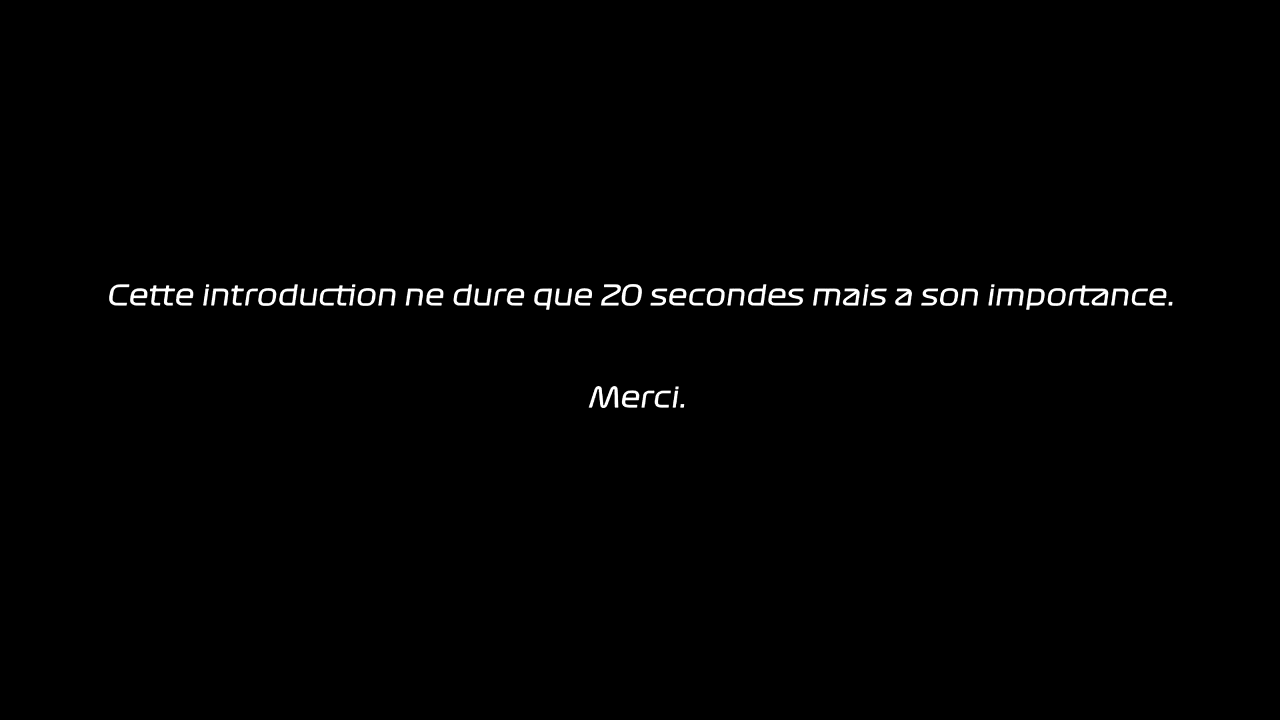 Cette introduction ne dure que 20 secondes mais a son importance.
Merci.